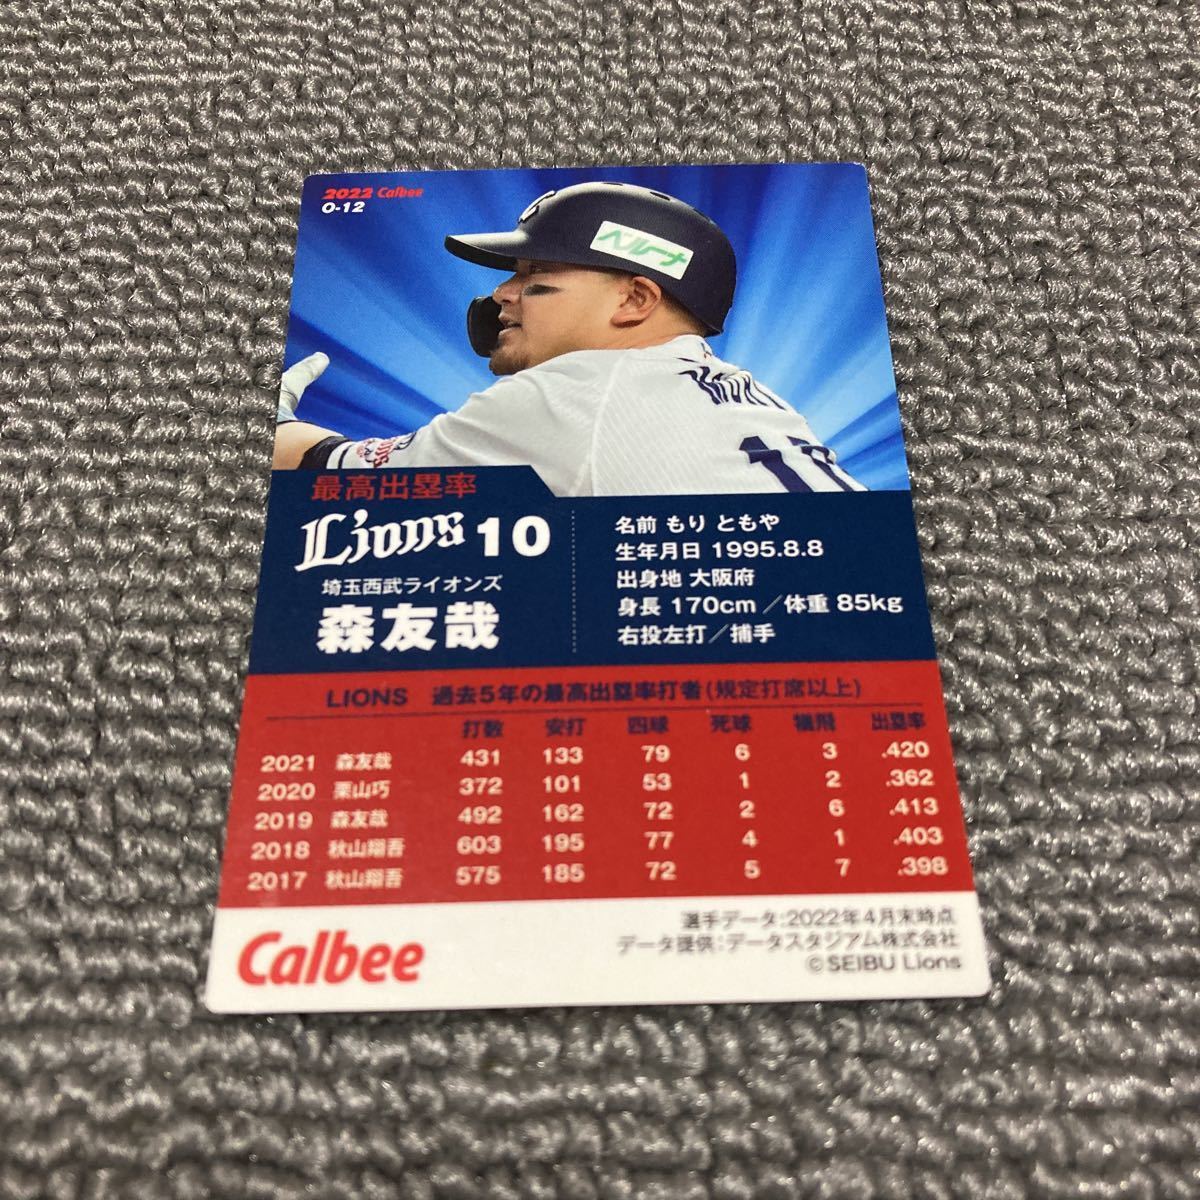 2022 Calbee
O-12
ベルーナ
最高出塁率
Lions 10
埼玉西武ライオンズ
森友哉
名前 もり ともや
生年月日 1995.8.8
出身地 大阪府
身長 170cm／体重 85kg
右投左打／捕手
LIONS 過去5年の最高出塁率打者(規定打席以上)
打数 安打 四球 死球 犠飛 出塁率
2021 森友哉 431 133 79 6 3 .420
2020 栗山巧 372 101 53 1 2 .362
2019 森友哉 492 162 72 2 6 .413
2018 秋山翔吾 603 195 77 4 1 .403
2017 秋山翔吾 575 185 72 5 7 .398
Calbee
選手データ:2022年4月末時点
データ提供:データスタジアム株式会社
©SEIBU Lions